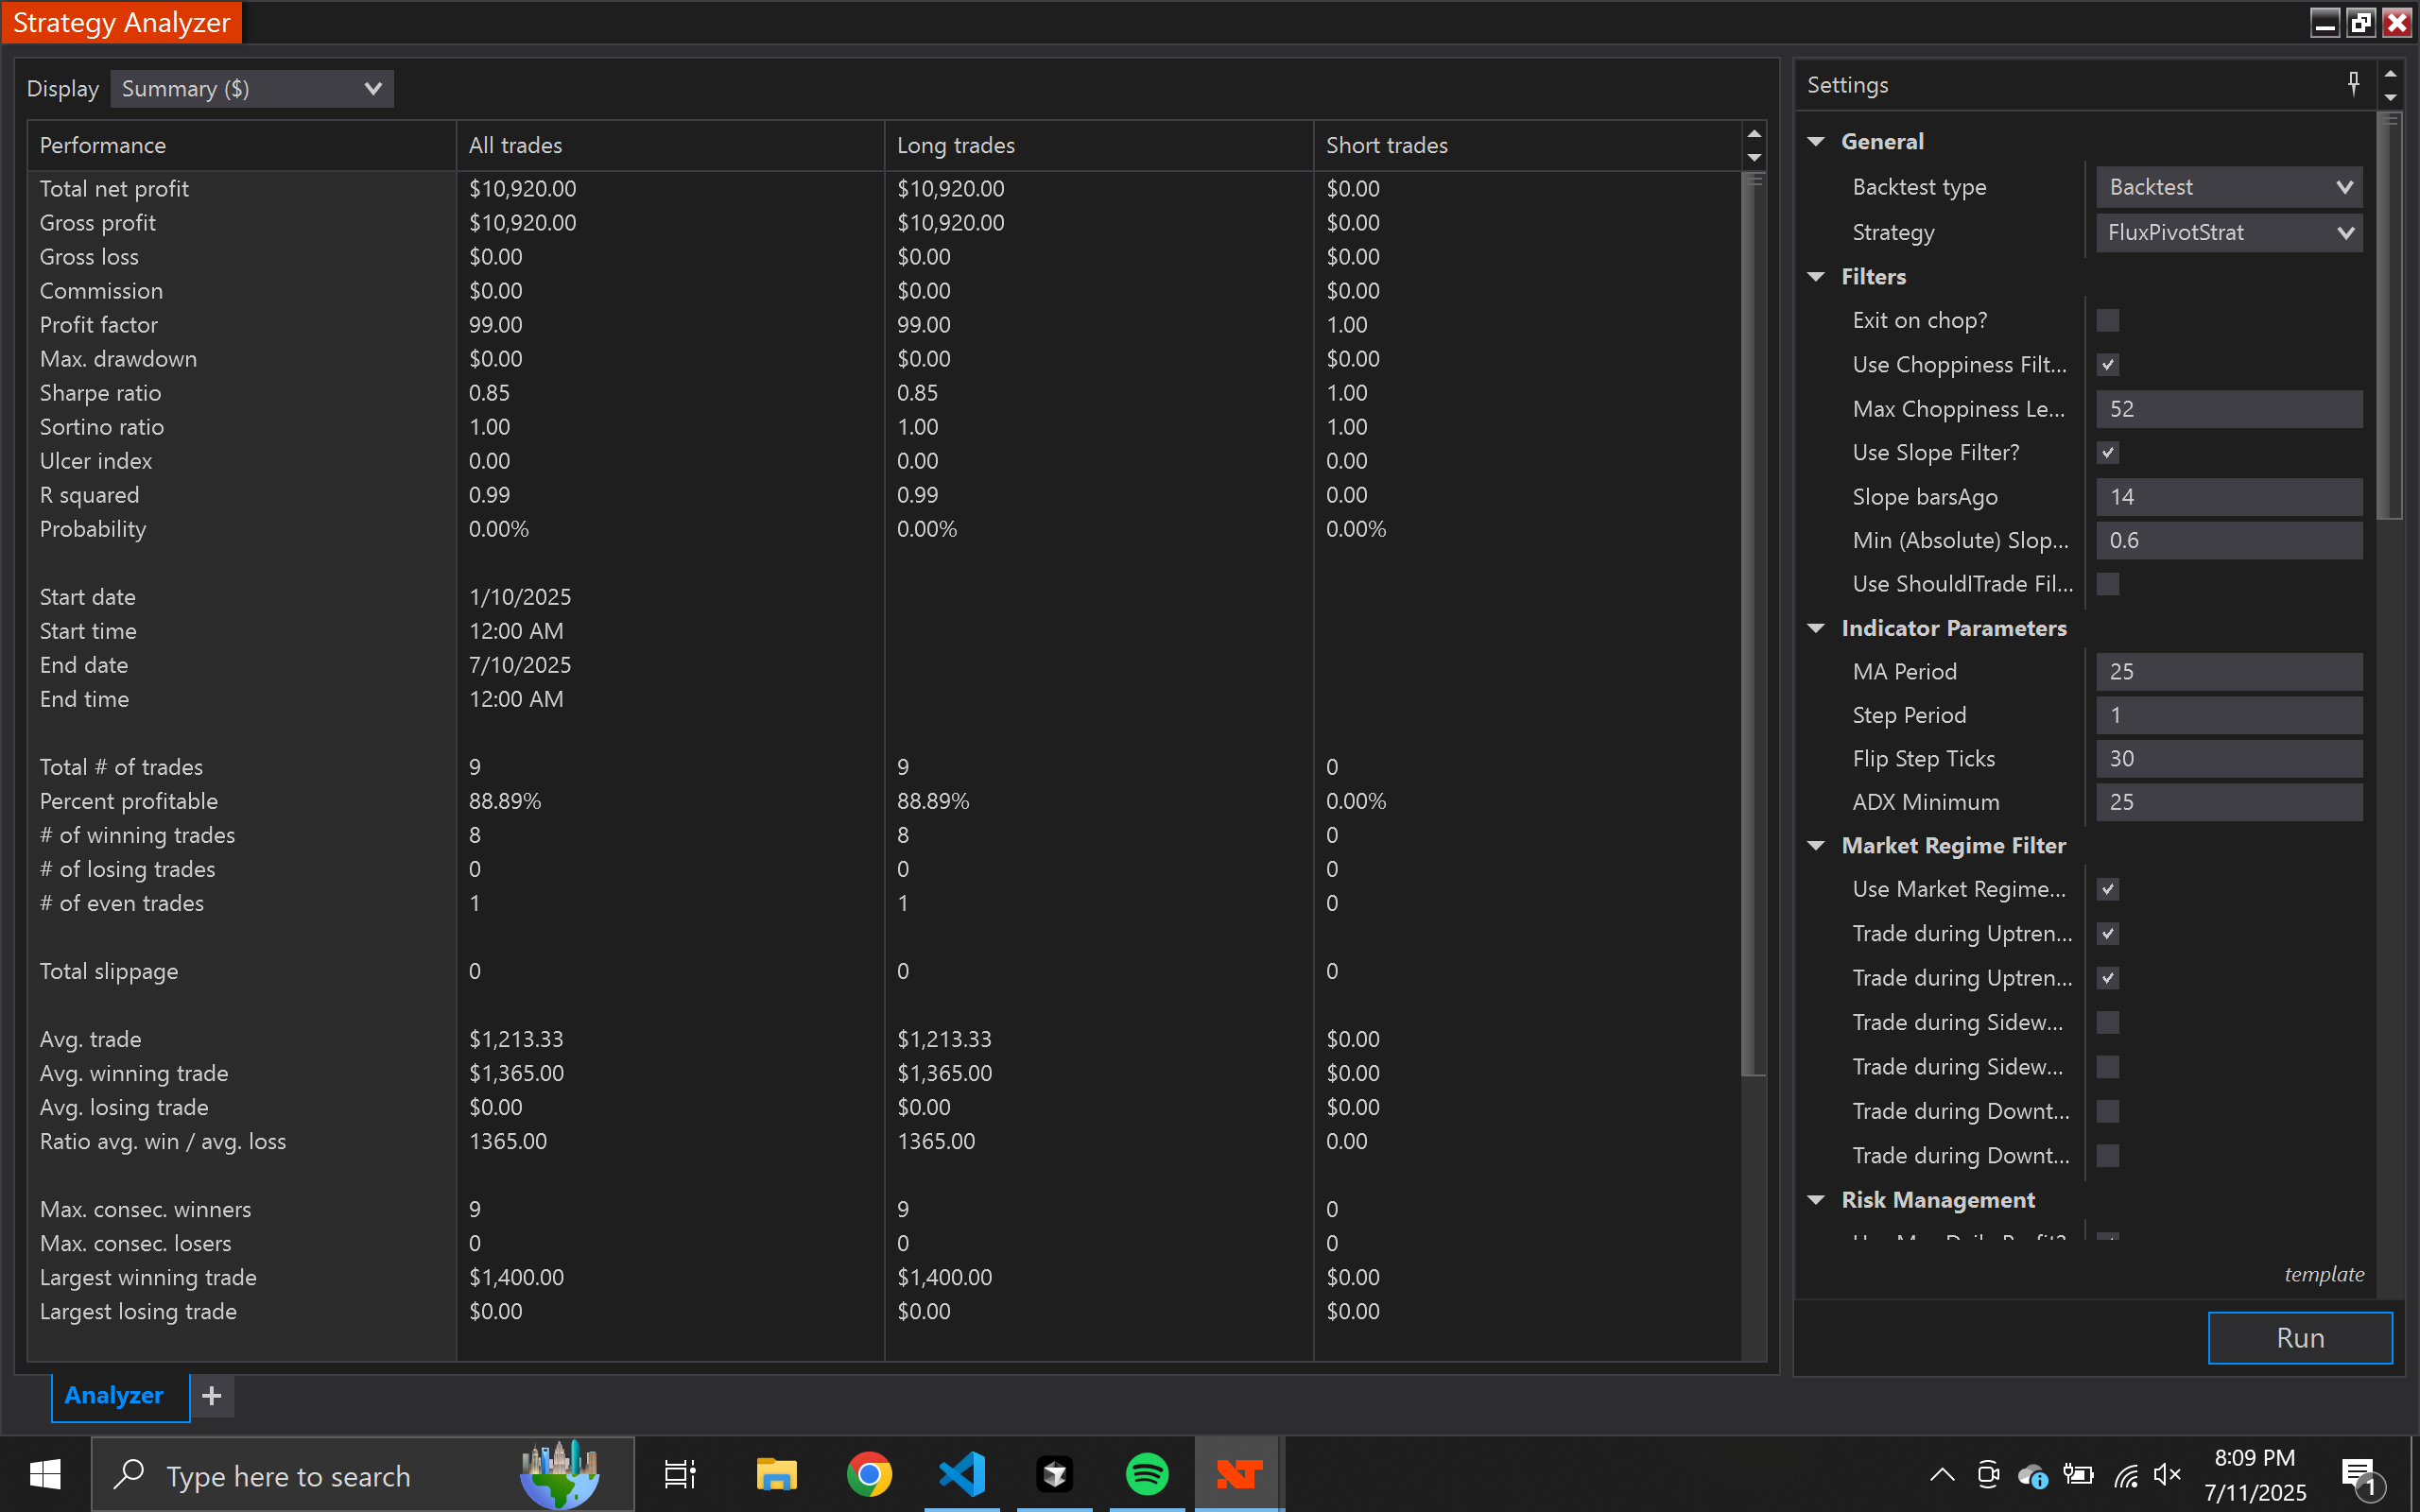 Strategy Analyzer
Display Summary ($)
Performance All trades Long trades Short trades
Total net profit $10,920.00 $10,920.00 $0.00
Gross profit $10,920.00 $10,920.00 $0.00
Gross loss $0.00 $0.00 $0.00
Commission $0.00 $0.00 $0.00
Profit factor 99.00 99.00 1.00
Max. drawdown $0.00 $0.00 $0.00
Sharpe ratio 0.85 0.85 1.00
Sortino ratio 1.00 1.00 1.00
Ulcer index 0.00 0.00 0.00
R squared 0.99 0.99 0.00
Probability 0.00% 0.00% 0.00%
Start date 1/10/2025
Start time 12:00 AM
End date 7/10/2025
End time 12:00 AM
Total # of trades 9 9 0
Percent profitable 88.89% 88.89% 0.00%
# of winning trades 8 8 0
# of losing trades 0 0 0
# of even trades 1 1 0
Total slippage 0 0 0
Avg. trade $1,213.33 $1,213.33 $0.00
Avg. winning trade $1,365.00 $1,365.00 $0.00
Avg. losing trade $0.00 $0.00 $0.00
Ratio avg. win / avg. loss 1365.00 1365.00 0.00
Max. consec. winners 9 9 0
Max. consec. losers 0 0 0
Largest winning trade $1,400.00 $1,400.00 $0.00
Largest losing trade $0.00 $0.00 $0.00
Analyzer +
Settings
General
Backtest type Backtest
Strategy FluxPivotStrat
Filters
Exit on chop?
Use Choppiness Filt...
Max Choppiness Le... 52
Use Slope Filter?
Slope barsAgo 14
Min (Absolute) Slop... 0.6
Use ShouldITrade Fil...
Indicator Parameters
MA Period 25
Step Period 1
Flip Step Ticks 30
ADX Minimum 25
Market Regime Filter
Use Market Regime...
Trade during Uptren...
Trade during Uptren...
Trade during Sidew...
Trade during Sidew...
Trade during Downt...
Trade during Downt...
Risk Management
Use Max Daily Profit?
template
Run
Type here to search
8:09 PM
7/11/2025
1